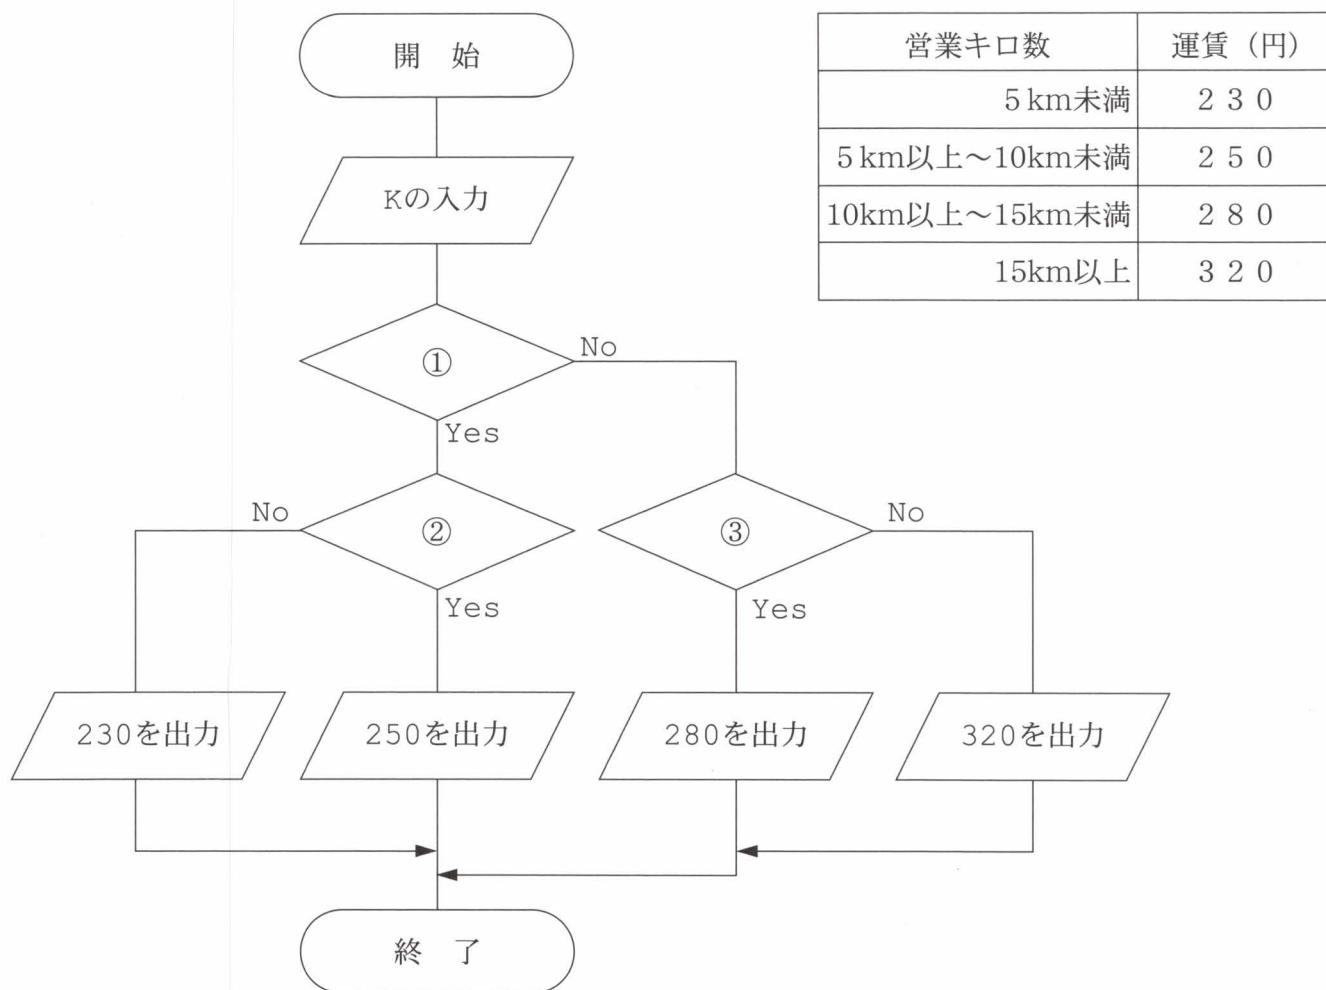 開　始
Kの入力
①
No
Yes
No
②
Yes
③
No
Yes
230を出力
250を出力
280を出力
320を出力
終　了
営業キロ数 運賃（円）
5km未満 ２３０
5km以上～10km未満 ２５０
10km以上～15km未満 ２８０
15km以上 ３２０